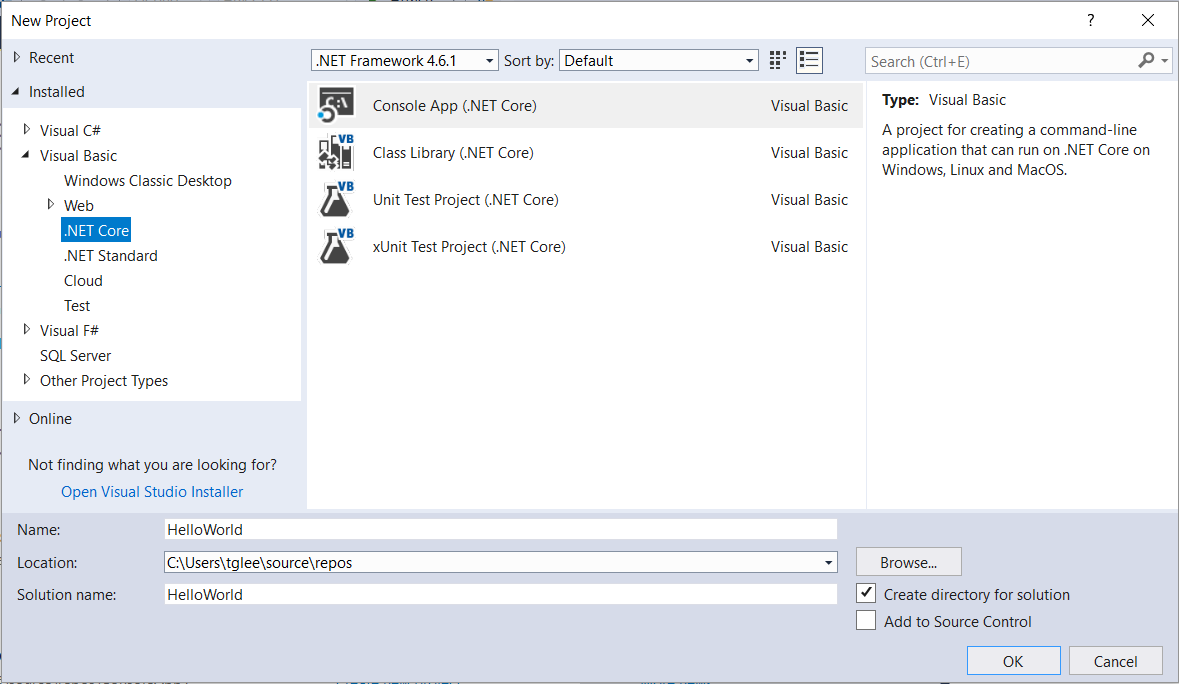 New Project
?
Recent
.NET Framework 4.6.1
Sort by:
Default
Search (Ctrl+E)
Installed
Visual C#
Visual Basic
Windows Classic Desktop
Web
.NET Core
.NET Standard
Cloud
Test
Visual F#
SQL Server
Other Project Types
Online
Not finding what you are looking for?
Open Visual Studio Installer
Console App (.NET Core) Visual Basic
VB
Class Library (.NET Core) Visual Basic
VB
Unit Test Project (.NET Core) Visual Basic
VB
xUnit Test Project (.NET Core) Visual Basic
Type: Visual Basic
A project for creating a command-line
application that can run on .NET Core on
Windows, Linux and MacOS.
Name: HelloWorld
Location: C:\Users\tglee\source\repos
Browse...
Solution name: HelloWorld
Create directory for solution
Add to Source Control
OK
Cancel